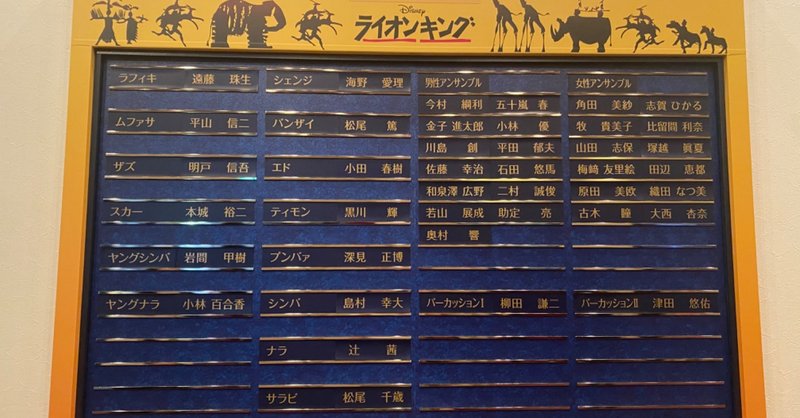 Disney
ライオンキング
ラフィキ 遠藤 珠生
ムファサ 平山 信二
ザズ 明戸 信吾
スカー 本城 裕二
ヤングシンバ 岩間 甲樹
ヤングナラ 小林 百合香
シェンジ 海野 愛理
バンザイ 松尾 篤
エド 小田 春樹
ティモン 黒川 輝
プンバァ 深見 正博
シンバ 島村 幸大
ナラ 辻 茜
サラビ 松尾 千歳
男性アンサンブル
今村 綱利 五十嵐 春
金子 進太郎 小林 優
川島 創 平田 郁夫
佐藤 幸治 石田 悠馬
和泉澤 広野 二村 誠俊
若山 展成 助定 亮
奥村 響
パーカッションⅠ 柳田 謙二
女性アンサンブル
角田 美紗 志賀 ひかる
牧 貴美子 比留間 利奈
山田 志保 塚越 眞夏
梅﨑 友里絵 田辺 恵都
原田 美欧 織田 なつ美
古木 瞳 大西 杏奈
パーカッションⅡ 津田 悠佑